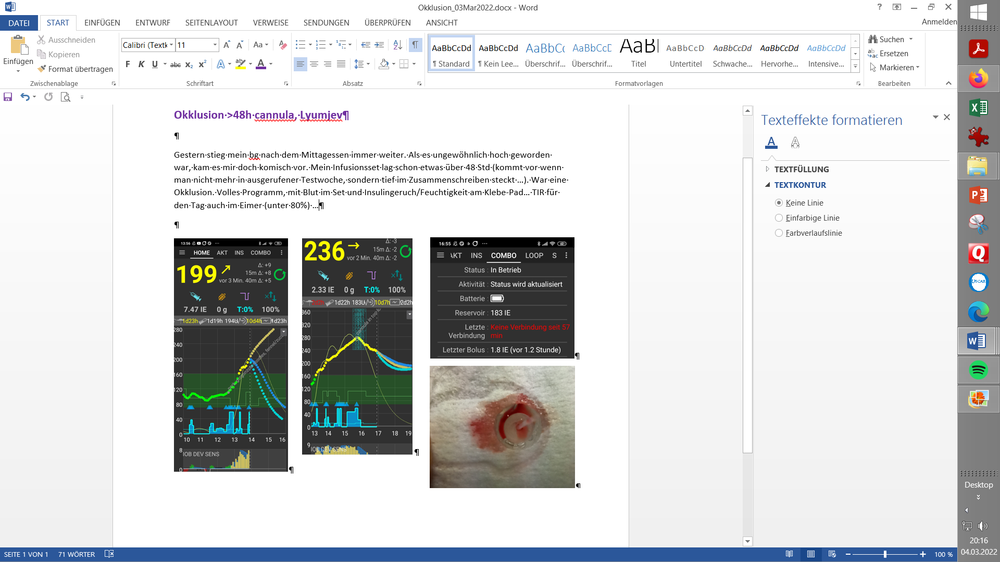 Okklusion_03Mar2022.docx - Word
?
DATEI START EINFÜGEN ENTWURF SEITENLAYOUT VERWEISE SENDUNGEN ÜBERPRÜFEN ANSICHT Anmelden
Einfügen
Ausschneiden
Kopieren
Format übertragen
Zwischenablage
Calibri (Textk 11
F K U abc x₂ x² A ab A
Schriftart
Absatz
AaBbCcDd AaBbCcDd AaBbCc AaBbCcD AaBl AaBbCcD AaBbCcDd AaBbCcDd AaBbCcDd
¶ Standard ¶ Kein Lee... Überschrif... Überschrif... Titel Untertitel Schwache... Hervorhe... Intensive...
Formatvorlagen
Suchen
Ersetzen
Markieren
Bearbeiten
Okklusion·>48h·cannula,·Lyumjev¶
¶
Gestern·stieg·mein·bg·nach·dem·Mittagessen·immer·weiter.·Als·es·ungewöhnlich·hoch·geworden·
war,·kam·es·mir·doch·komisch·vor.·Mein·Infusionsset·lag·schon·etwas·über·48·Std·(kommt·vor·wenn·
man·nicht·mehr·in·ausgerufener·Testwoche,·sondern·tief·im·Zusammenschreiben·steckt·...).·War·eine·
Okklusion.·Volles·Programm,·mit·Blut·im·Set·und·Insulingeruch/Feuchtigkeit·am·Klebe-Pad...·TIR·für·
den·Tag·auch·im·Eimer·(unter·80%)·...¶
¶
13:56 ... 71
HOME AKT INS COMBO
199
Δ: +9
15m Δ: +8
vor 3 Min. 40m Δ: +5
7.47 IE 0 g T:0% 100%
1d23h 1d19h 194U 10d4h 1d23h
280
240
200
160
120
80
40
0
10 11 12 13 14 15 16
8
IOB DEV SENS
0
¶
236
Δ: -3
15m Δ: -2
vor 2 Min. 40m Δ: -2
2.33 IE 0 g T:0% 100%
1d22h 183U 10d7h 2d2h
360
320
280
240
200
160
120
80
40
0
13 14 15 16 17 18 19
9
IOB DEV SENS
¶
16:55 ... 62
AKT INS COMBO LOOP S
Status : In Betrieb
Aktivität : Status wird aktualisiert
Batterie :
Reservoir : 183 IE
Letzte : Keine Verbindung seit 57
Verbindung min
Letzter Bolus : 1.8 IE (vor 1.2 Stunde)
¶
¶
Texteffekte formatieren
A A
TEXTFÜLLUNG
TEXTKONTUR
Keine Linie
Einfarbige Linie
Farbverlaufslinie
Desktop
20:16
04.03.2022
SEITE 1 VON 1 71 WÖRTER 100 %